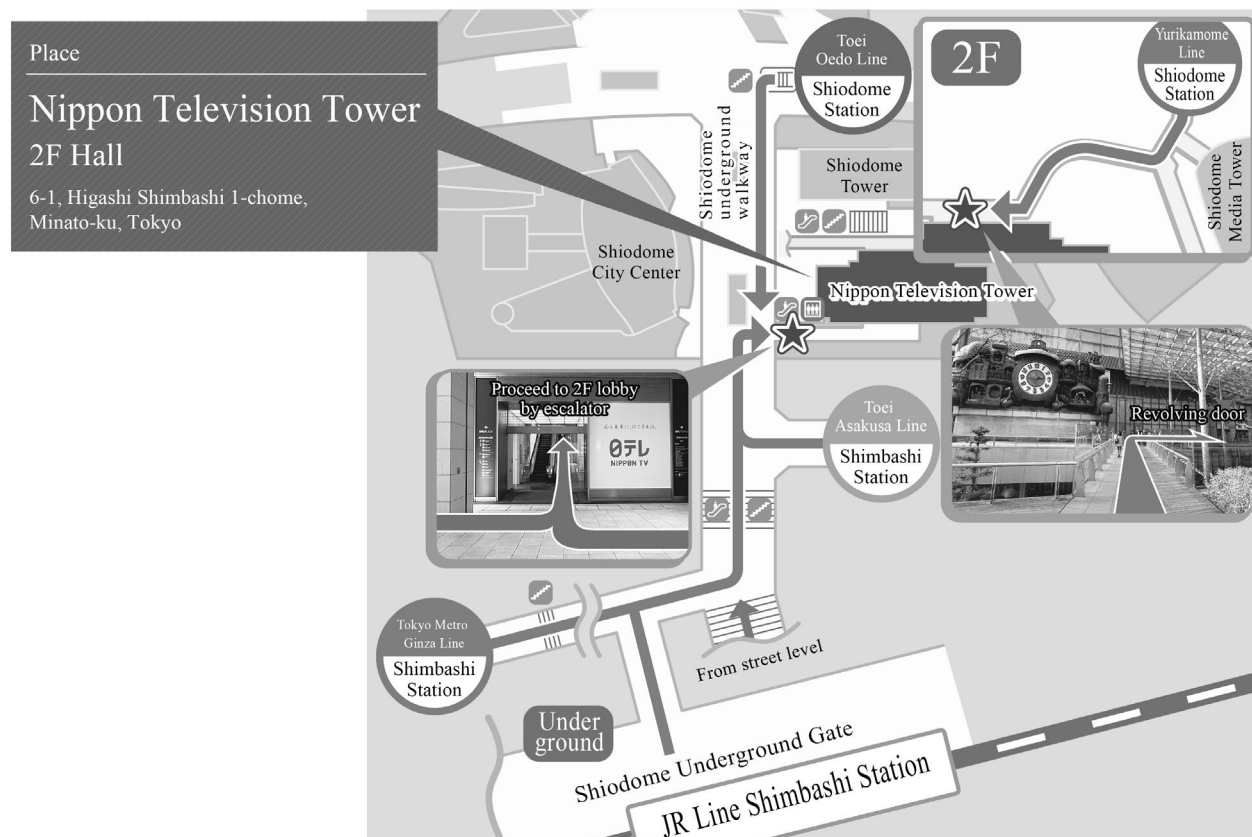 Place
Nippon Television Tower
2F Hall
6-1, Higashi Shimbashi 1-chome,
Minato-ku, Tokyo
Toei
Oedo Line
Shiodome
Station
Shiodome
underground
walkway
Shiodome
Tower
Shiodome
City Center
Nippon Television Tower
2F
Yurikamome
Line
Shiodome
Station
Shiodome
Media Tower
Revolving door
Proceed to 2F lobby
by escalator
日テレ
NIPPON TV
Toei
Asakusa Line
Shimbashi
Station
Tokyo Metro
Ginza Line
Shimbashi
Station
From street level
Under
ground
Shiodome Underground Gate
JR Line Shimbashi Station